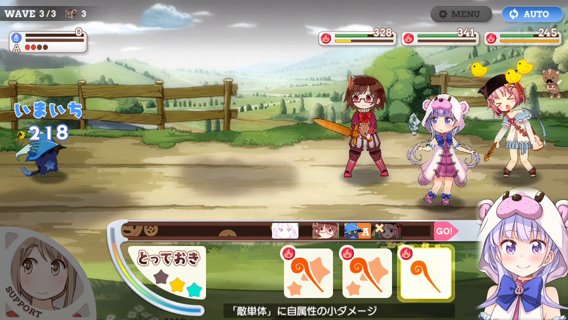 WAVE 3/3 3
MENU
AUTO
0
A
328
341
245
いまいち
218
A
GO!
とっておき
SUPPORT
「敵単体」に自属性の小ダメージ